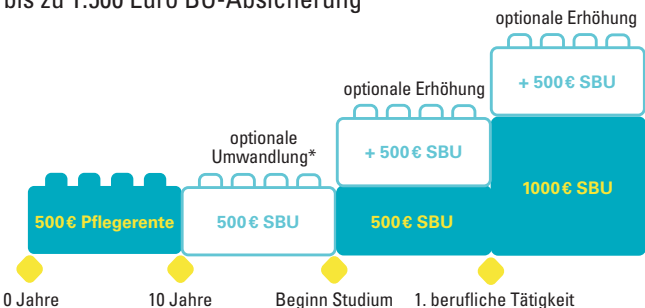 bis zu 1.500 Euro BU-Absicherung
optionale Erhöhung
+ 500 € SBU
optionale Erhöhung
optionale
Umwandlung*
+ 500 € SBU
1000 € SBU
500 € Pflegerente
500 € SBU
500 € SBU
0 Jahre
10 Jahre
Beginn Studium
1. berufliche Tätigkeit